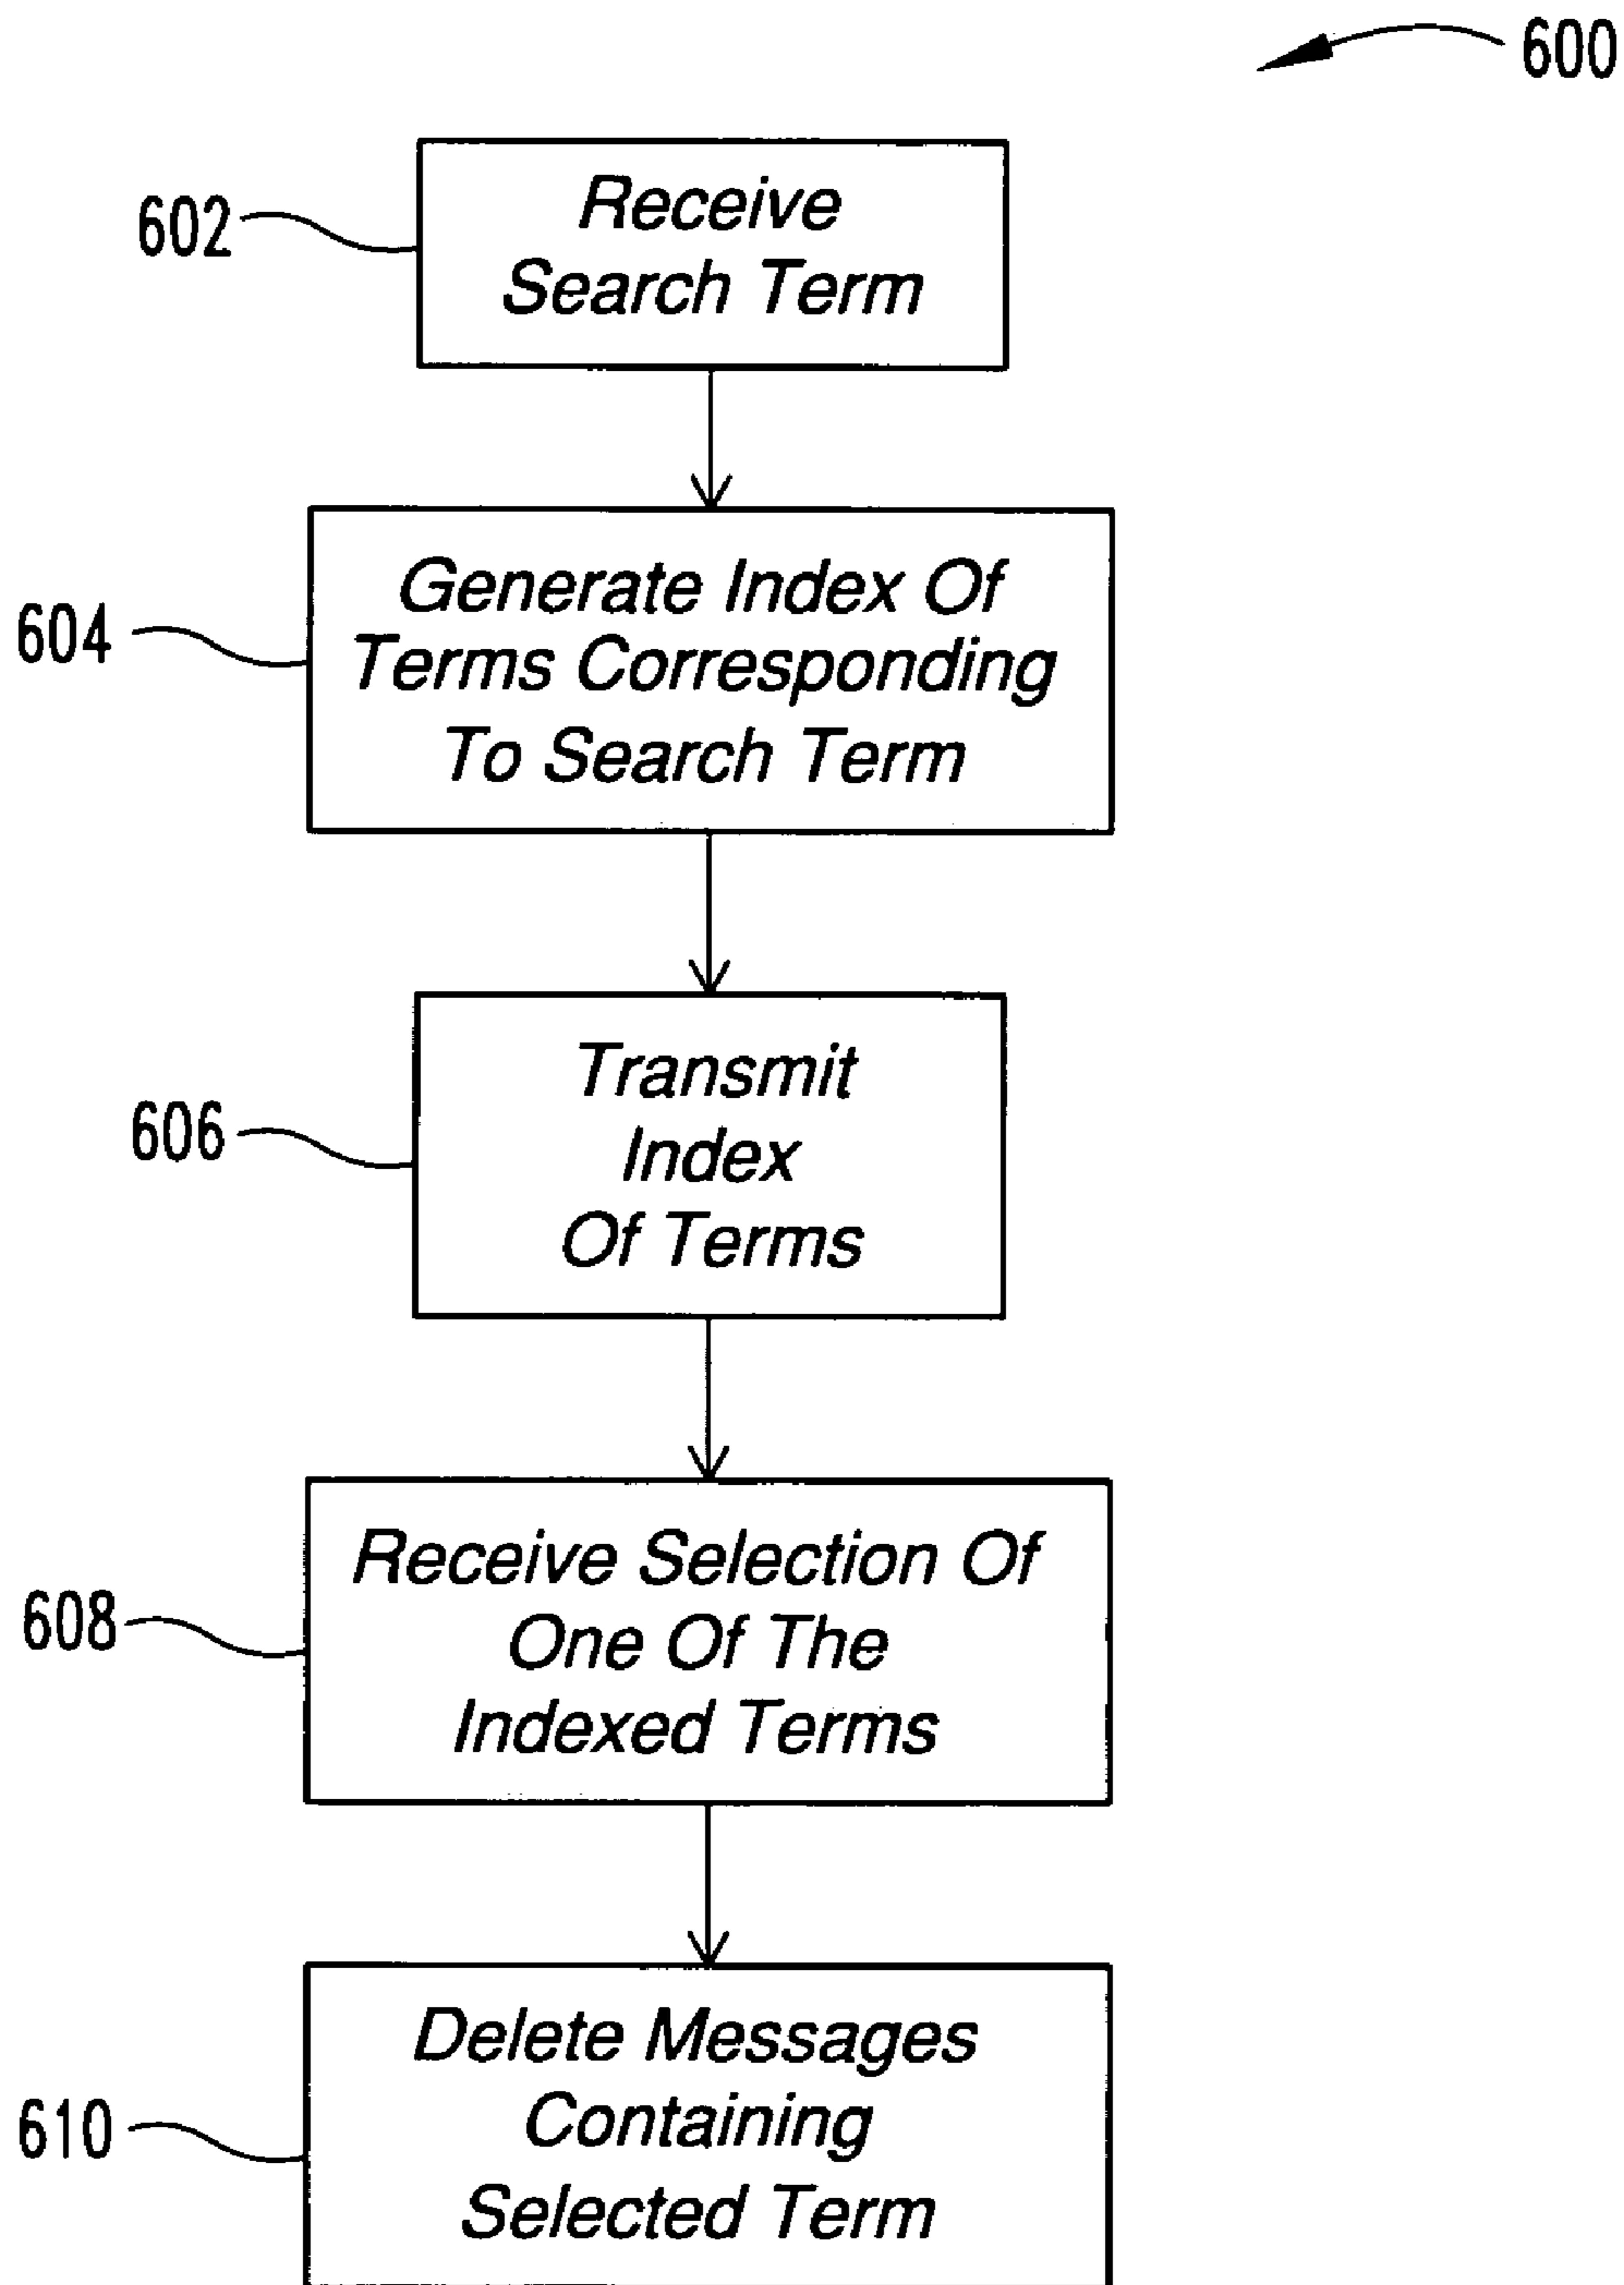 600
602
Receive
Search Term
604
Generate Index Of
Terms Corresponding
To Search Term
606
Transmit
Index
Of Terms
608
Receive Selection Of
One Of The
Indexed Terms
610
Delete Messages
Containing
Selected Term